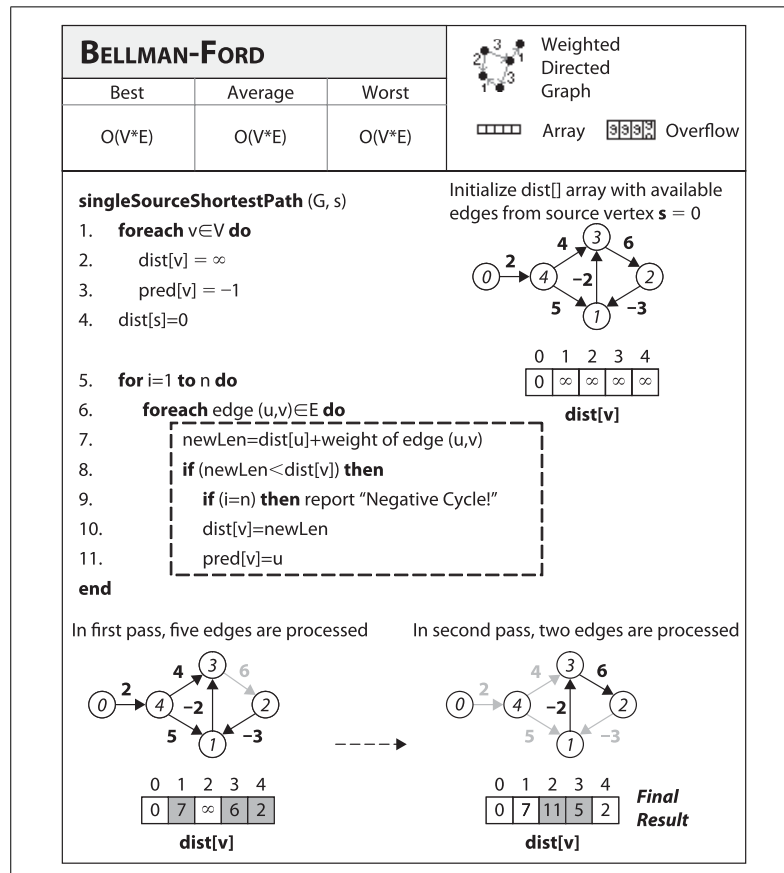 BELLMAN-FORD
Weighted
Directed
Graph
Best Average Worst
O(V*E) O(V*E) O(V*E)
Array Overflow
singleSourceShortestPath (G, s)
1. foreach v∈V do
2. dist[v] = ∞
3. pred[v] = −1
4. dist[s]=0
5. for i=1 to n do
6. foreach edge (u,v)∈E do
7. newLen=dist[u]+weight of edge (u,v)
8. if (newLen<dist[v]) then
9. if (i=n) then report “Negative Cycle!”
10. dist[v]=newLen
11. pred[v]=u
end
Initialize dist[] array with available
edges from source vertex s = 0
3
4 6
2
0 4 −2 2
5 −3
1
0 1 2 3 4
0 ∞ ∞ ∞ ∞
dist[v]
In first pass, five edges are processed
3
4 6
2
0 4 −2 2
5 −3
1
0 1 2 3 4
0 7 ∞ 6 2
dist[v]
In second pass, two edges are processed
3
4 6
2
0 4 −2 2
5 −3
1
0 1 2 3 4
0 7 11 5 2
dist[v]
Final
Result